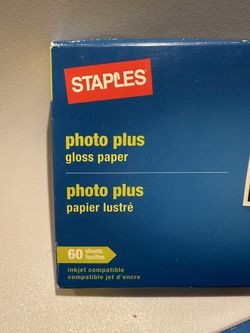 STAPLES
photo plus
gloss paper
photo plus
papier lustré
60 sheets
feuilles
inkjet compatible
compatible jet d'encre